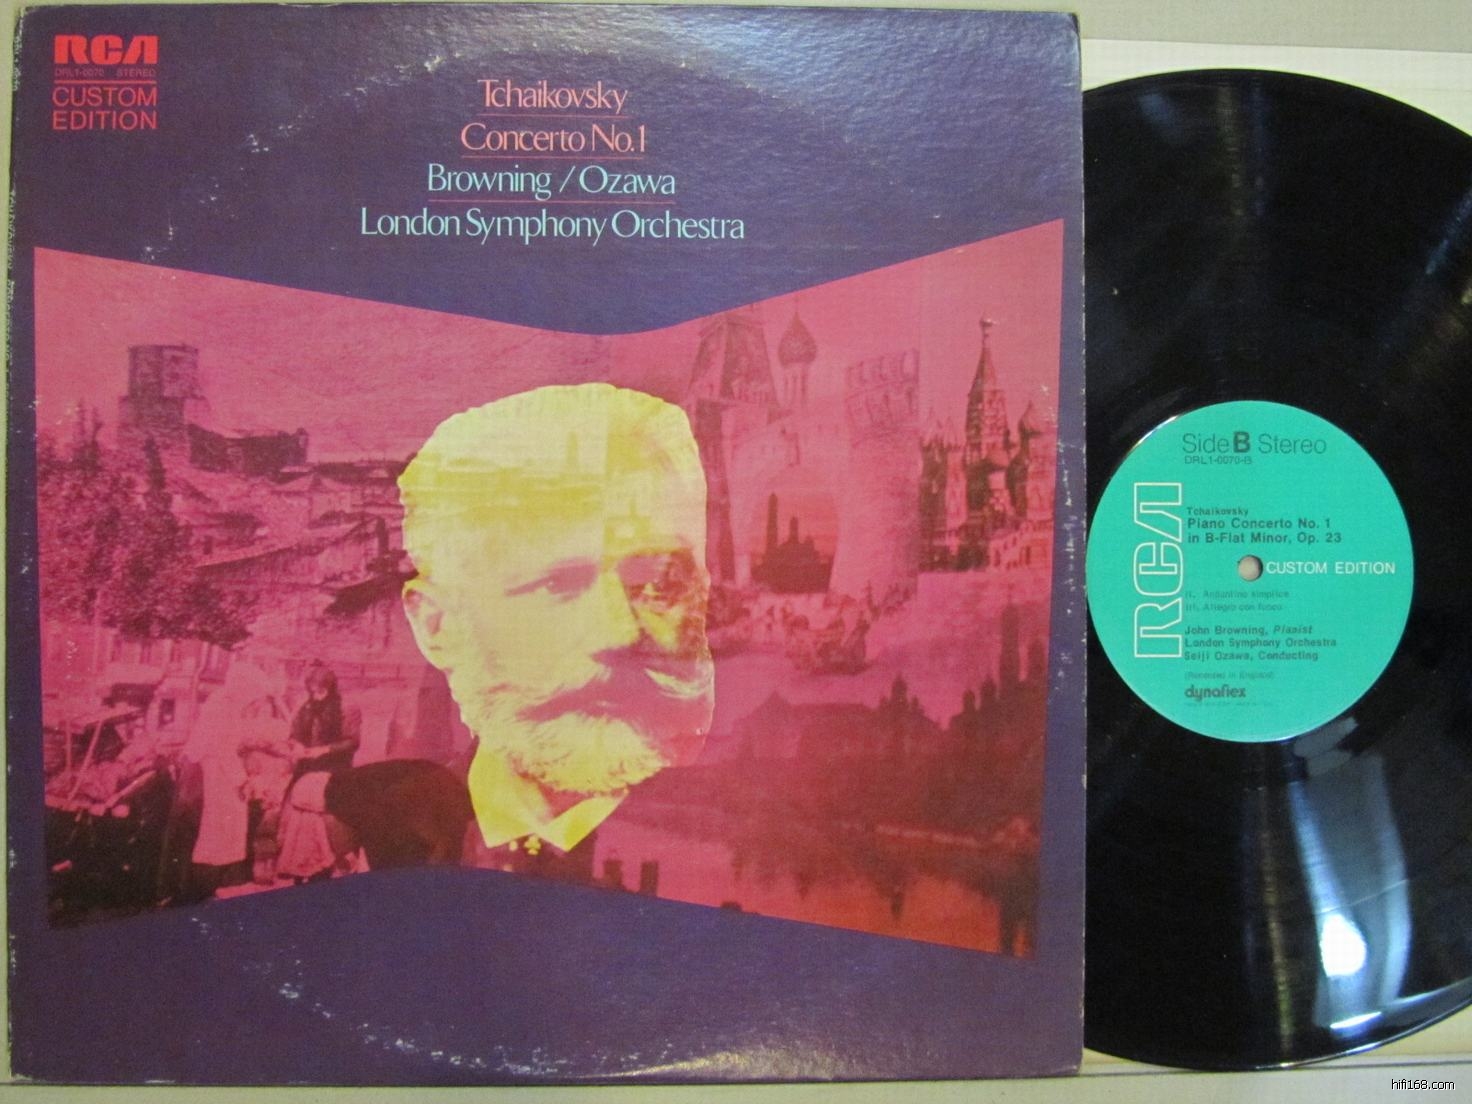 RCA
DRL1-0070 STEREO
CUSTOM
EDITION
Tchaikovsky
Concerto No.1
Browning / Ozawa
London Symphony Orchestra
Side B Stereo
DRL1-0070-B
RCA
Tchaikovsky
Piano Concerto No. 1
in B-Flat Minor, Op. 23
CUSTOM EDITION
II. Andantino simplice
III. Allegro con fuoco
John Browning, Pianist
London Symphony Orchestra
Seiji Ozawa, Conducting
(Recorded in England)
dynaflex
hifi168.com